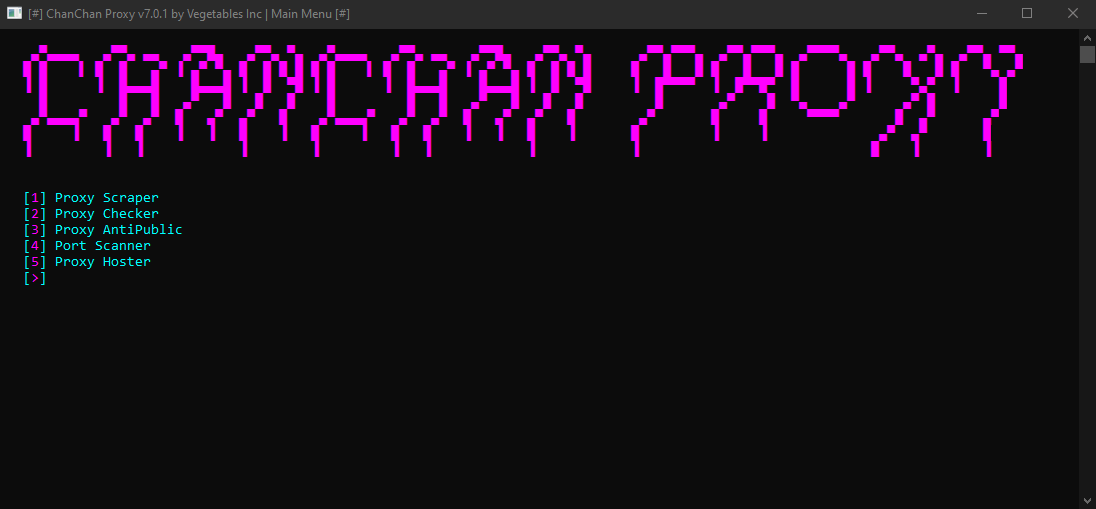 [#] ChanChan Proxy v7.0.1 by Vegetables Inc | Main Menu [#]
CHANCHAN PROXY
[1] Proxy Scraper
[2] Proxy Checker
[3] Proxy AntiPublic
[4] Port Scanner
[5] Proxy Hoster
[>]